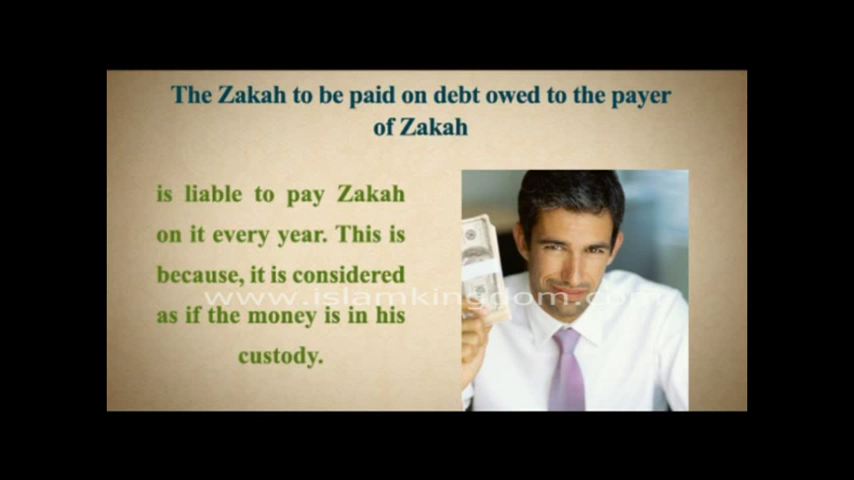 The Zakah to be paid on debt owed to the payer
of Zakah
is liable to pay Zakah
on it every year. This is
because, it is considered
www.islamkingdom.com
as if the money is in his
custody.